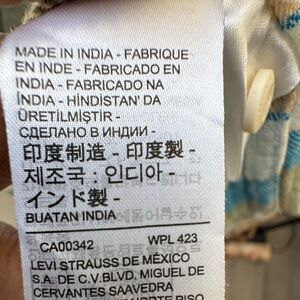 MADE IN INDIA - FABRIQUE
EN INDE - FABRICADO EN
INDIA - FABRICADO NA
ÍNDIA - HİNDİSTAN' DA
ÜRETİLMİŞTİR -
СДЕЛАНО В ИНДИИ -
印度制造 - 印度製 -
제조국 : 인디아 -
インド製 -
BUATAN INDIA
CA00342 WPL 423
LEVI STRAUSS DE MÉXICO
S.A. DE C.V.BLVD. MIGUEL DE
CERVANTES SAAVEDRA